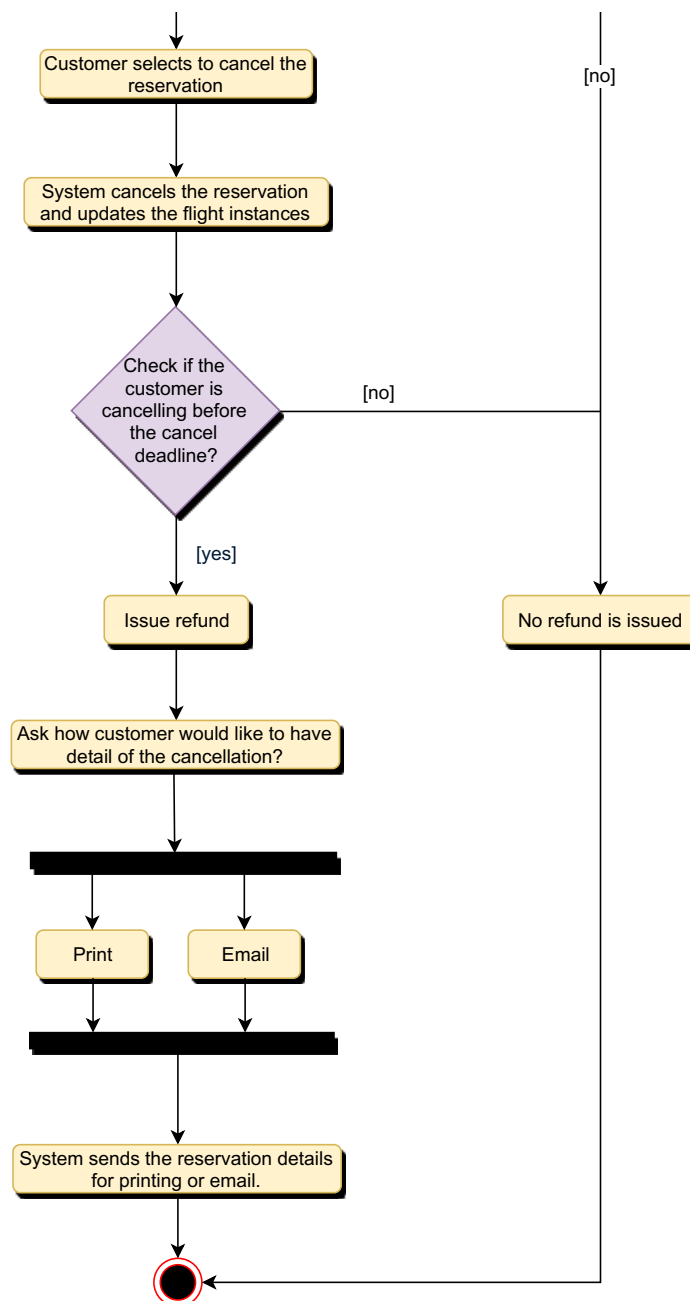 Customer selects to cancel the
reservation
[no]
System cancels the reservation
and updates the flight instances
Check if the
customer is
cancelling before
the cancel
deadline?
[no]
[yes]
Issue refund
No refund is issued
Ask how customer would like to have
detail of the cancellation?
Print
Email
System sends the reservation details
for printing or email.